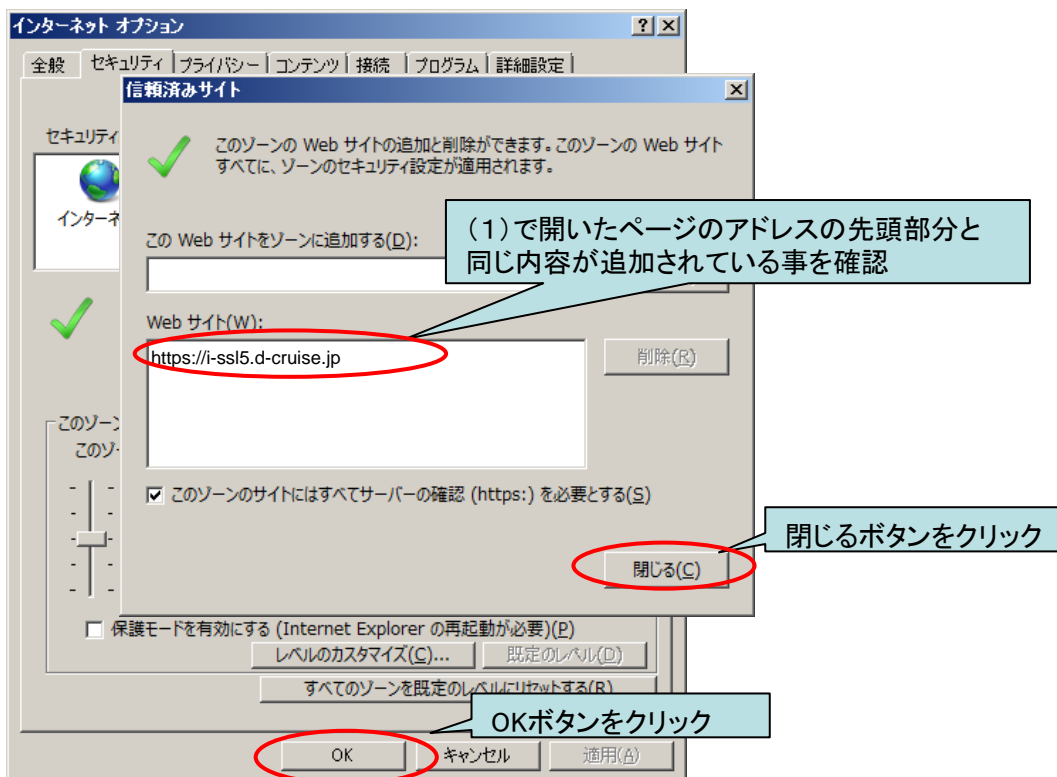 インターネット オプション
全般 セキュリティ プライバシー コンテンツ 接続 プログラム 詳細設定
信頼済みサイト
このゾーンの Web サイトの追加と削除ができます。このゾーンの Web サイト
すべてに、ゾーンのセキュリティ設定が適用されます。
セキュリティ
インターネ
(1)で開いたページのアドレスの先頭部分と
同じ内容が追加されている事を確認
この Web サイトをゾーンに追加する(D):
Web サイト(W):
https://i-ssl5.d-cruise.jp
削除(R)
このゾーン
このゾー
このゾーンのサイトにはすべてサーバーの確認 (https:) を必要とする(S)
閉じるボタンをクリック
閉じる(C)
保護モードを有効にする (Internet Explorer の再起動が必要)(P)
レベルのカスタマイズ(C)... 既定のレベル(D)
すべてのゾーンを既定のレベルにリセットする(R)
OKボタンをクリック
OK キャンセル 適用(A)